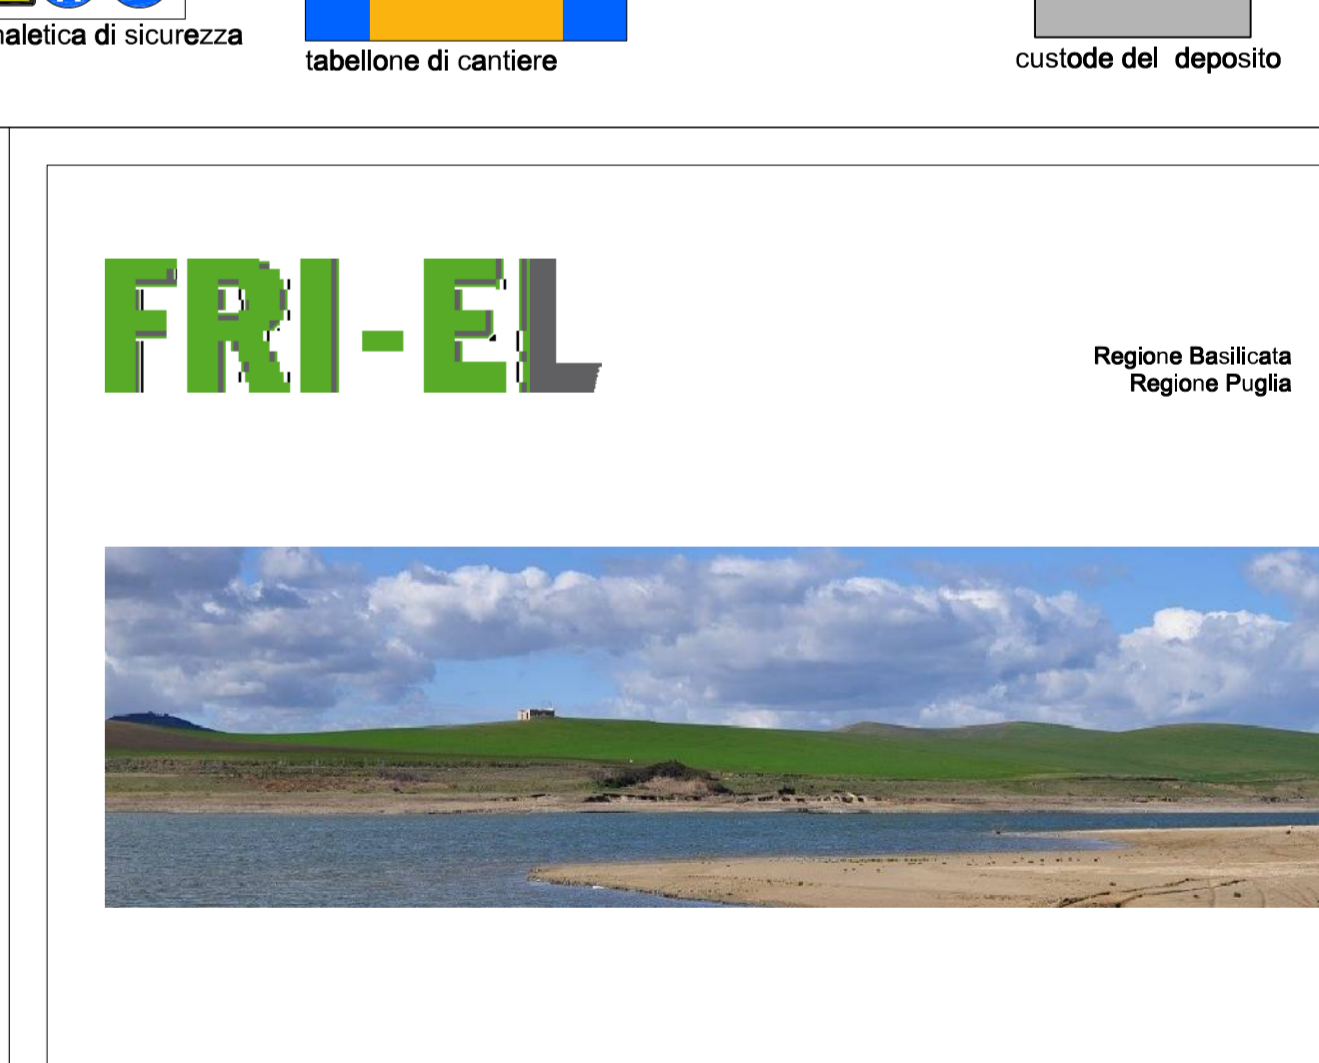 naletica di sicurezza
tabellone di cantiere
custode del deposito
FRI-EL
Regione Basilicata
Regione Puglia